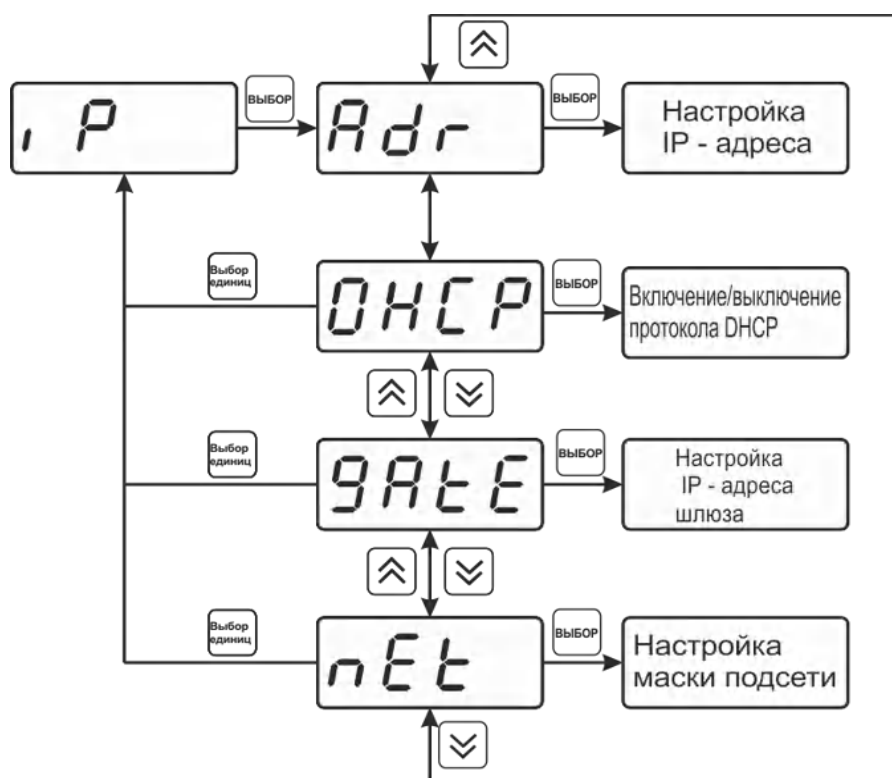 ıP
ВЫБОР
Adr
ВЫБОР
Настройка
IP - адреса
Выбор
единиц
DHCP
ВЫБОР
Включение/выключение
протокола DHCP
Выбор
единиц
gAtE
ВЫБОР
Настройка
IP - адреса
шлюза
Выбор
единиц
nEt
ВЫБОР
Настройка
маски подсети